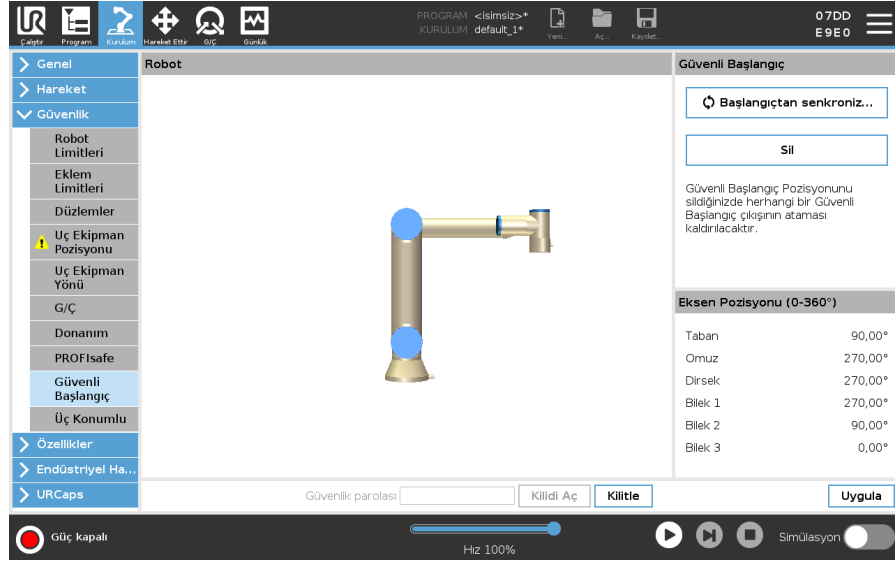 PROGRAM <isimsiz>*
KURULUM default_1*
Çalıştır
Program
Kurulum
Hareket Ettir
G/Ç
Günlük
Yeni...
Aç...
Kaydet...
07DD
E9E0
Genel
Hareket
Güvenlik
Robot
Limitleri
Eklem
Limitleri
Düzlemler
Uç Ekipman
Pozisyonu
Uç Ekipman
Yönü
G/Ç
Donanım
PROFIsafe
Güvenli
Başlangıç
Üç Konumlu
Özellikler
Endüstriyel Ha...
URCaps
Robot
Güvenli Başlangıç
Başlangıçtan senkroniz...
Sil
Güvenli Başlangıç Pozisyonunu
sildiğinizde herhangi bir Güvenli
Başlangıç çıkışının ataması
kaldırılacaktır.
Eksen Pozisyonu (0-360°)
Taban 90,00°
Omuz 270,00°
Dirsek 270,00°
Bilek 1 270,00°
Bilek 2 90,00°
Bilek 3 0,00°
Güvenlik parolası
Kilidi Aç
Kilitle
Uygula
Güç kapalı
Hız 100%
Simülasyon